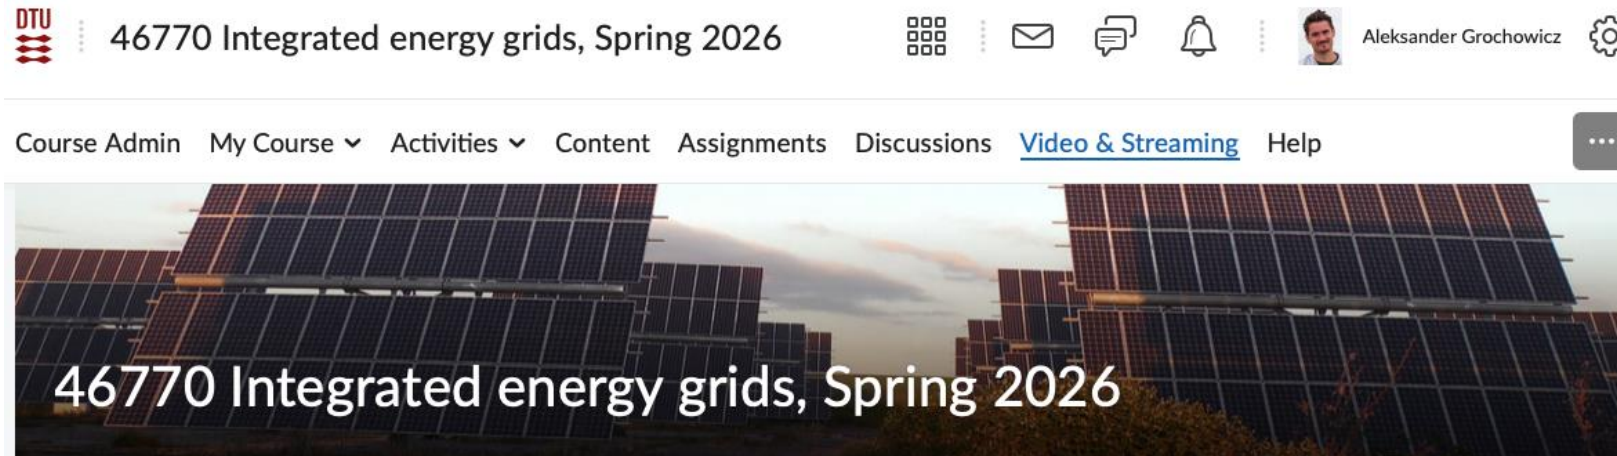 DTU
46770 Integrated energy grids, Spring 2026
Aleksander Grochowicz
Course Admin My Course Activities Content Assignments Discussions Video & Streaming Help
46770 Integrated energy grids, Spring 2026